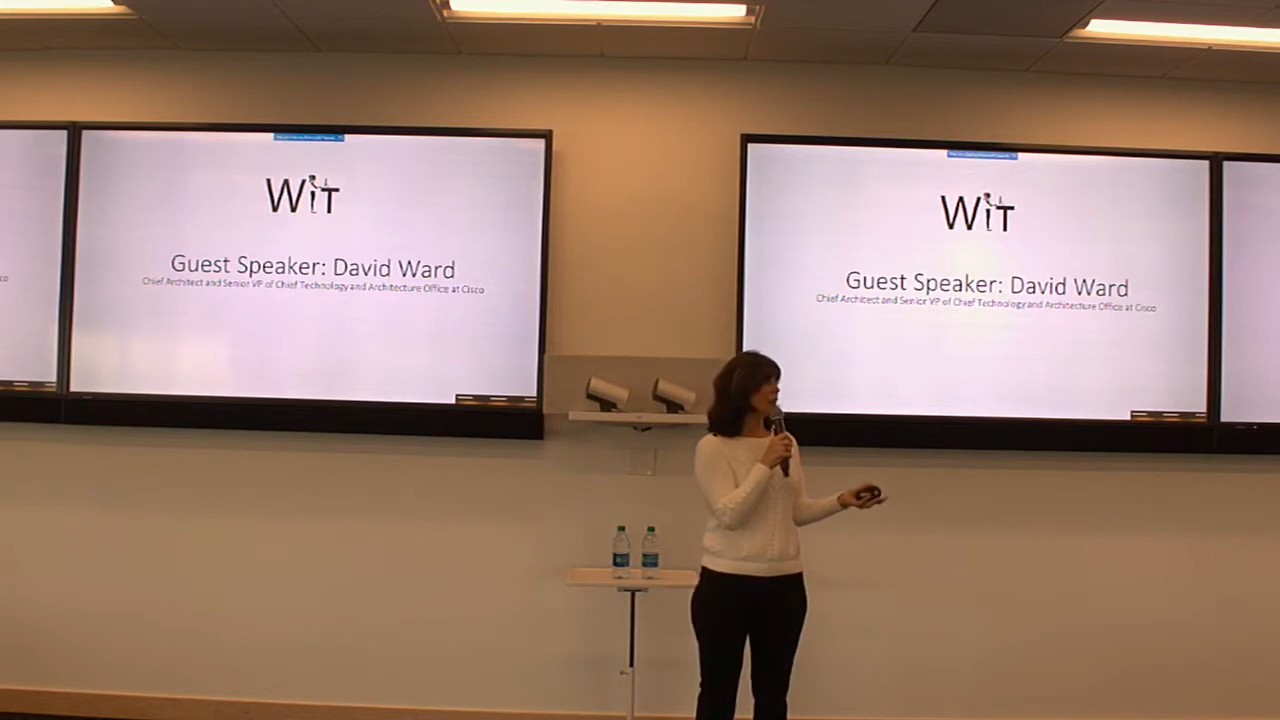 WiT
Guest Speaker: David Ward
Chief Architect and Senior VP of Chief Technology and Architecture Office at Cisco
WiT
Guest Speaker: David Ward
Chief Architect and Senior VP of Chief Technology and Architecture Office at Cisco
co